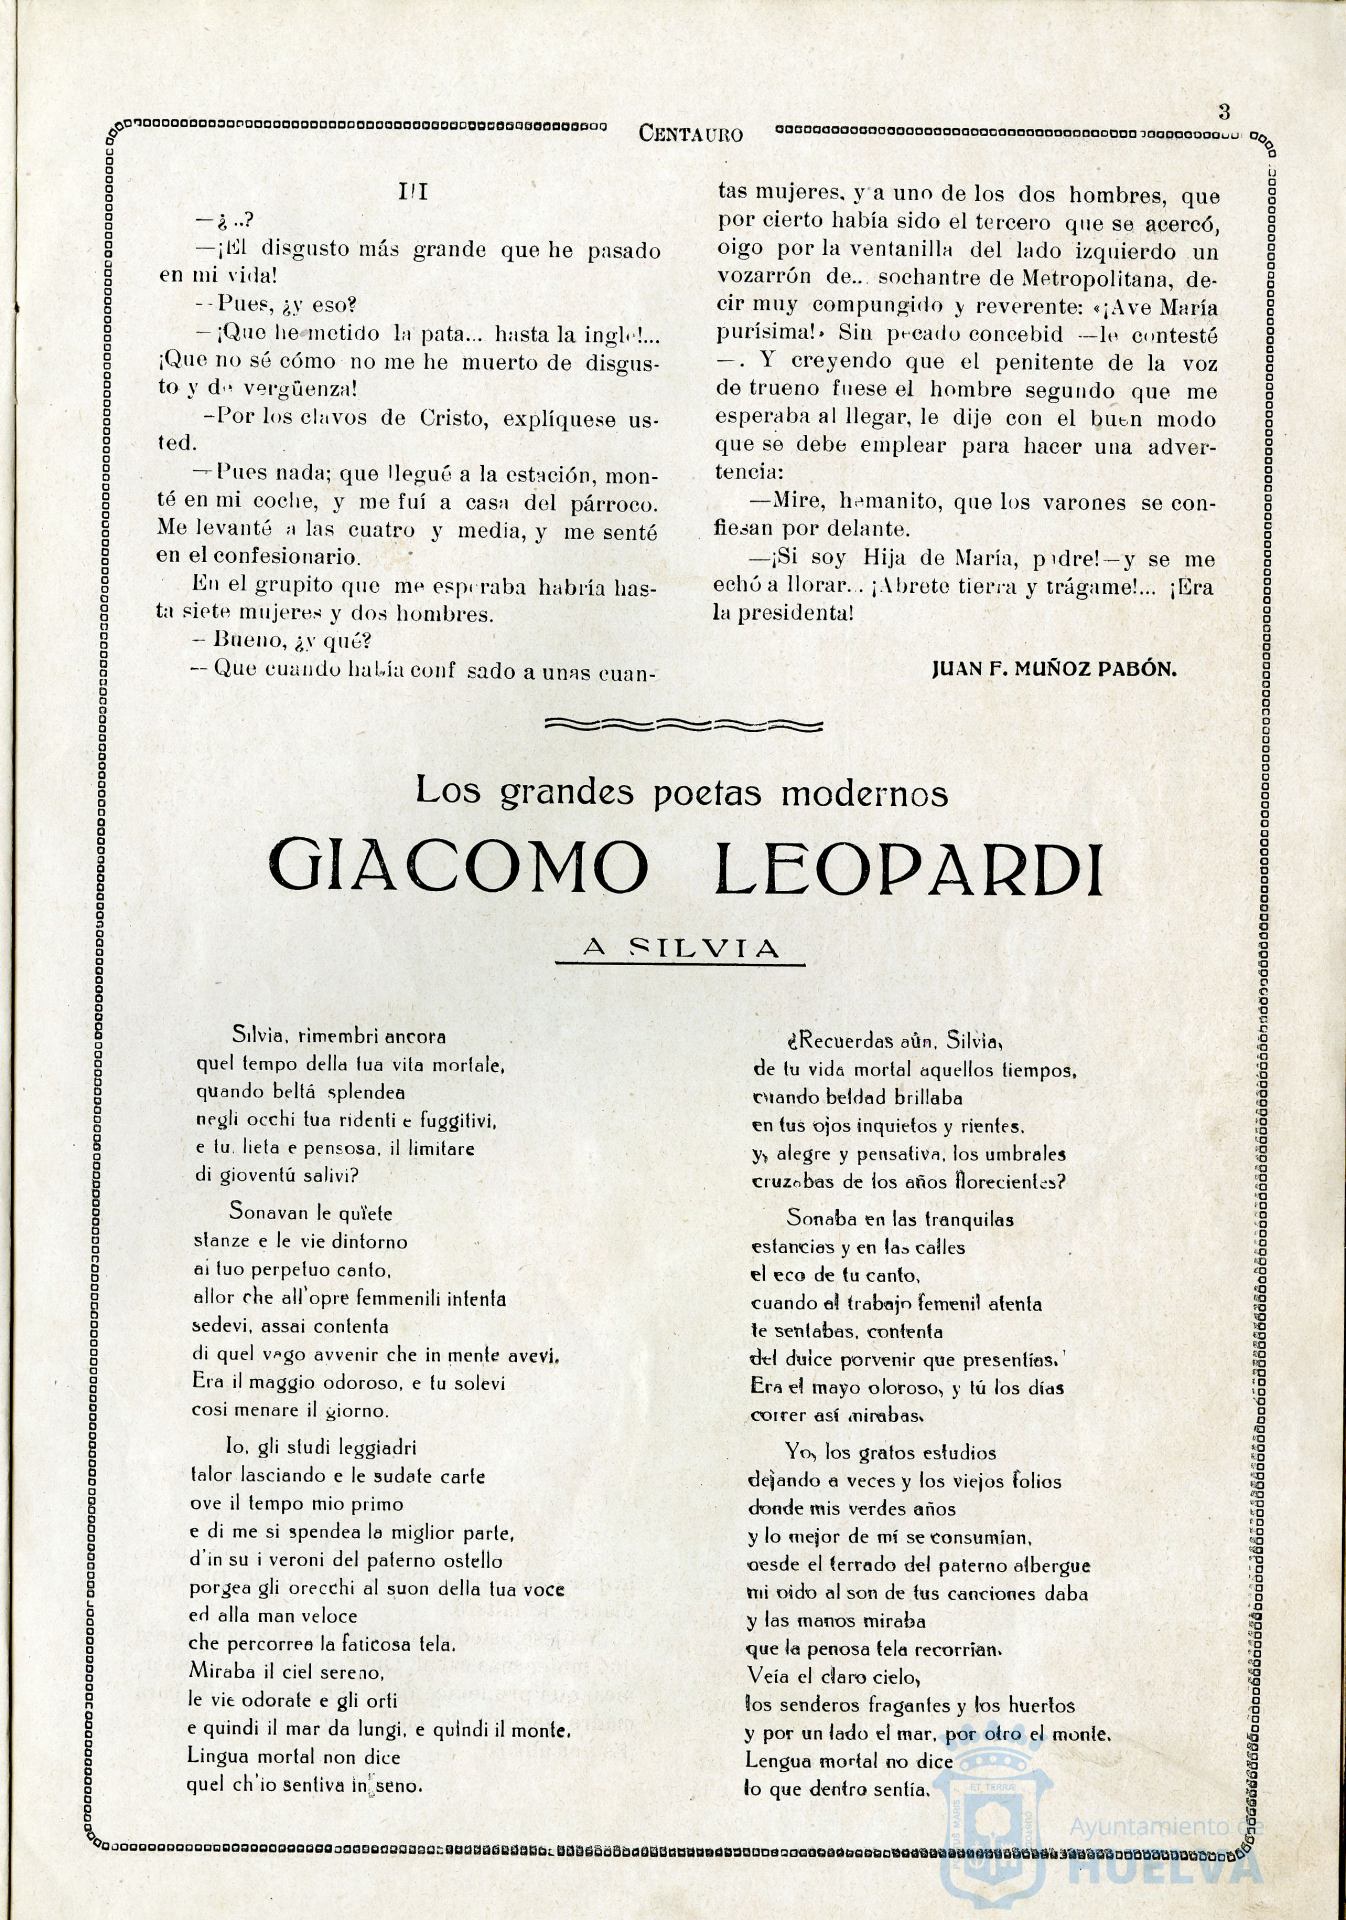 3
CENTAURO
III
—¿..?
—¡El disgusto más grande que he pasado
en mi vida!
--Pues, ¿y eso?
—¡Que he metido la pata... hasta la ingle!...
¡Que no sé cómo no me he muerto de disgus-
to y de vergüenza!
-Por los clavos de Cristo, explíquese us-
ted.
—Pues nada; que llegué a la estación, mon-
té en mi coche, y me fuí a casa del párroco.
Me levanté a las cuatro y media, y me senté
en el confesionario.
En el grupito que me esperaba habría has-
ta siete mujeres y dos hombres.
— Bueno, ¿y qué?
— Que cuando había conf sado a unas cuan-
tas mujeres, y a uno de los dos hombres, que
por cierto había sido el tercero que se acercó,
oigo por la ventanilla del lado izquierdo un
vozarrón de... sochantre de Metropolitana, de-
cir muy compungido y reverente: «¡Ave María
purísima!» Sin pecado concebid —le contesté
—. Y creyendo que el penitente de la voz
de trueno fuese el hombre segundo que me
esperaba al llegar, le dije con el buen modo
que se debe emplear para hacer una adver-
tencia:
—Mire, hemanito, que los varones se con-
fiesan por delante.
—¡Si soy Hija de María, padre!—y se me
echó a llorar... ¡Abrete tierra y trágame!... ¡Era
la presidenta!
JUAN F. MUÑOZ PABÓN.
Los grandes poetas modernos
GIACOMO LEOPARDI
A SILVIA
Silvia, rimembri ancora
quel tempo della tua vita mortale,
quando beltá splendea
negli occhi tua ridenti e fuggitivi,
e tu, lieta e pensosa, il limitare
di gioventú salivi?
Sonavan le quïete
stanze e le vie dintorno
ai tuo perpetuo canto,
allor che all'opre femmenili intenta
sedevi, assai contenta
di quel vago avvenir che in mente avevi.
Era il maggio odoroso, e tu solevi
cosi menare il giorno.
Io, gli studi leggiadri
talor lasciando e le sudate carte
ove il tempo mio primo
e di me si spendea la miglior parte,
d'in su i veroni del paterno ostello
porgea gli orecchi al suon della tua voce
ed alla man veloce
che percorrea la faticosa tela.
Miraba il ciel sereno,
le vie odorate e gli orti
e quindi il mar da lungi, e quindi il monte.
Lingua mortal non dice
quel ch'io sentiva in seno.
¿Recuerdas aún, Silvia,
de tu vida mortal aquellos tiempos,
cuando beldad brillaba
en tus ojos inquietos y rientes,
y, alegre y pensativa, los umbrales
cruzabas de los años florecientes?
Sonaba en las tranquilas
estancias y en las calles
el eco de tu canto,
cuando al trabajo femenil atenta
te sentabas, contenta
del dulce porvenir que presentías.
Era el mayo oloroso, y tú los días
correr así mirabas.
Yo, los gratos estudios
dejando a veces y los viejos folios
donde mis verdes años
y lo mejor de mí se consumían,
desde el terrado del paterno albergue
mi oido al son de tus canciones daba
y las manos miraba
que la penosa tela recorrían.
Veía el claro cielo,
los senderos fragantes y los huertos
y por un lado el mar, por otro el monte.
Lengua mortal no dice
lo que dentro sentía.
Ayuntamiento de
HUELVA